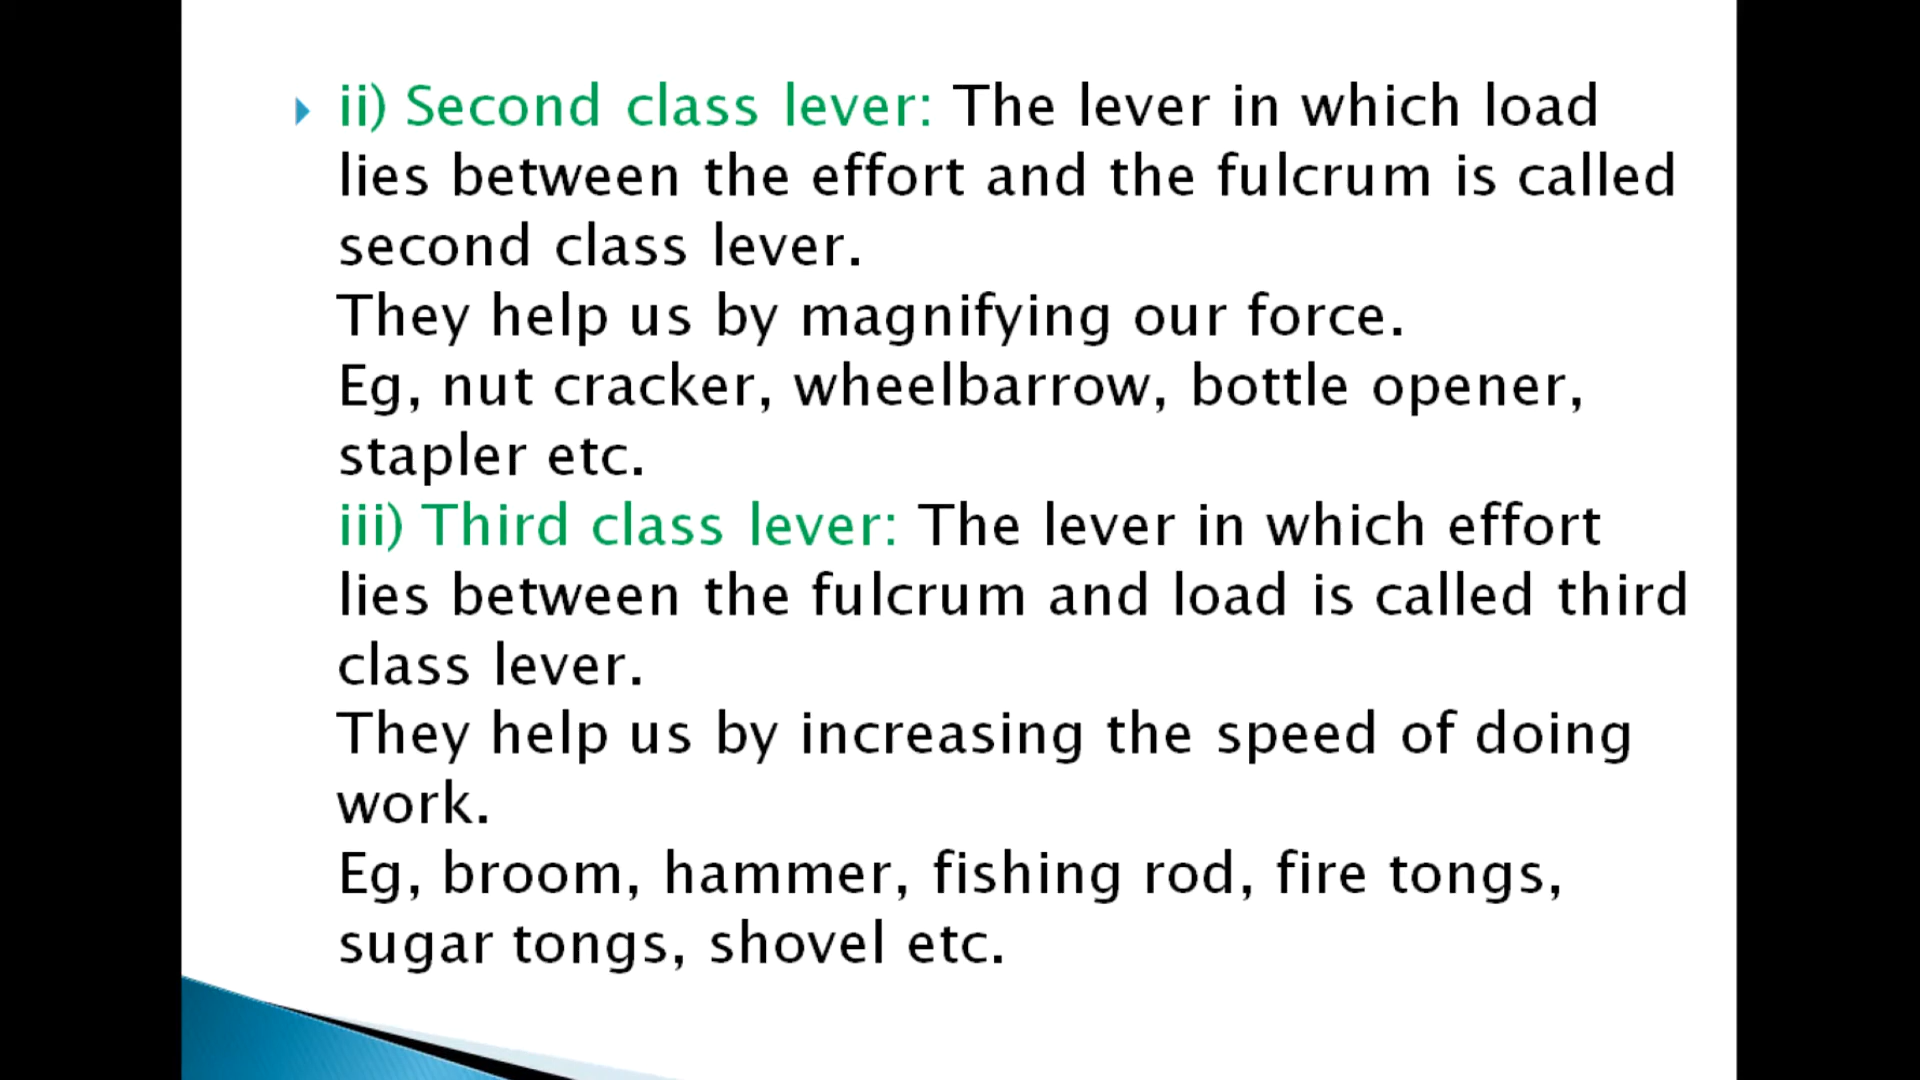 ii) Second class lever: The lever in which load
lies between the effort and the fulcrum is called
second class lever.
They help us by magnifying our force.
Eg, nut cracker, wheelbarrow, bottle opener,
stapler etc.
iii) Third class lever: The lever in which effort
lies between the fulcrum and load is called third
class lever.
They help us by increasing the speed of doing
work.
Eg, broom, hammer, fishing rod, fire tongs,
sugar tongs, shovel etc.